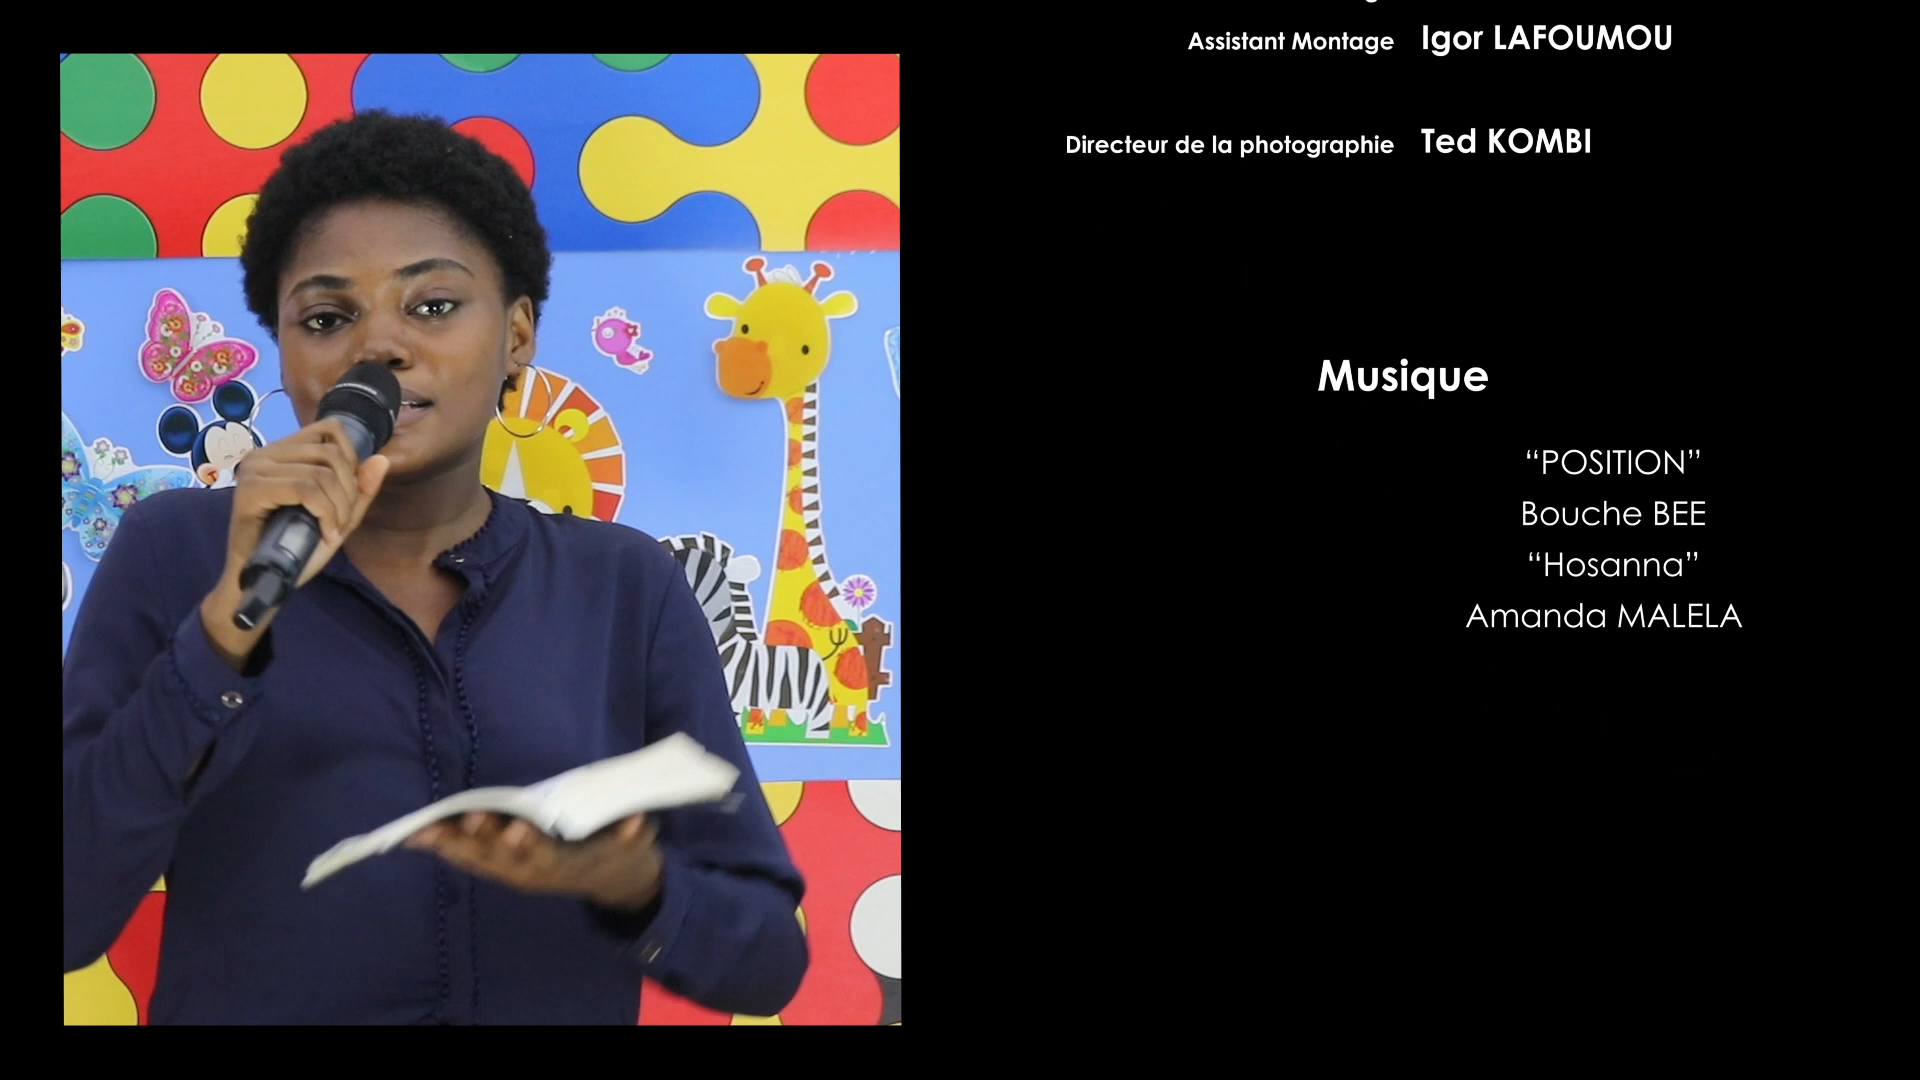 Assistant Montage Igor LAFOUMOU
Directeur de la photographie Ted KOMBI
Musique
“POSITION”
Bouche BEE
“Hosanna”
Amanda MALELA